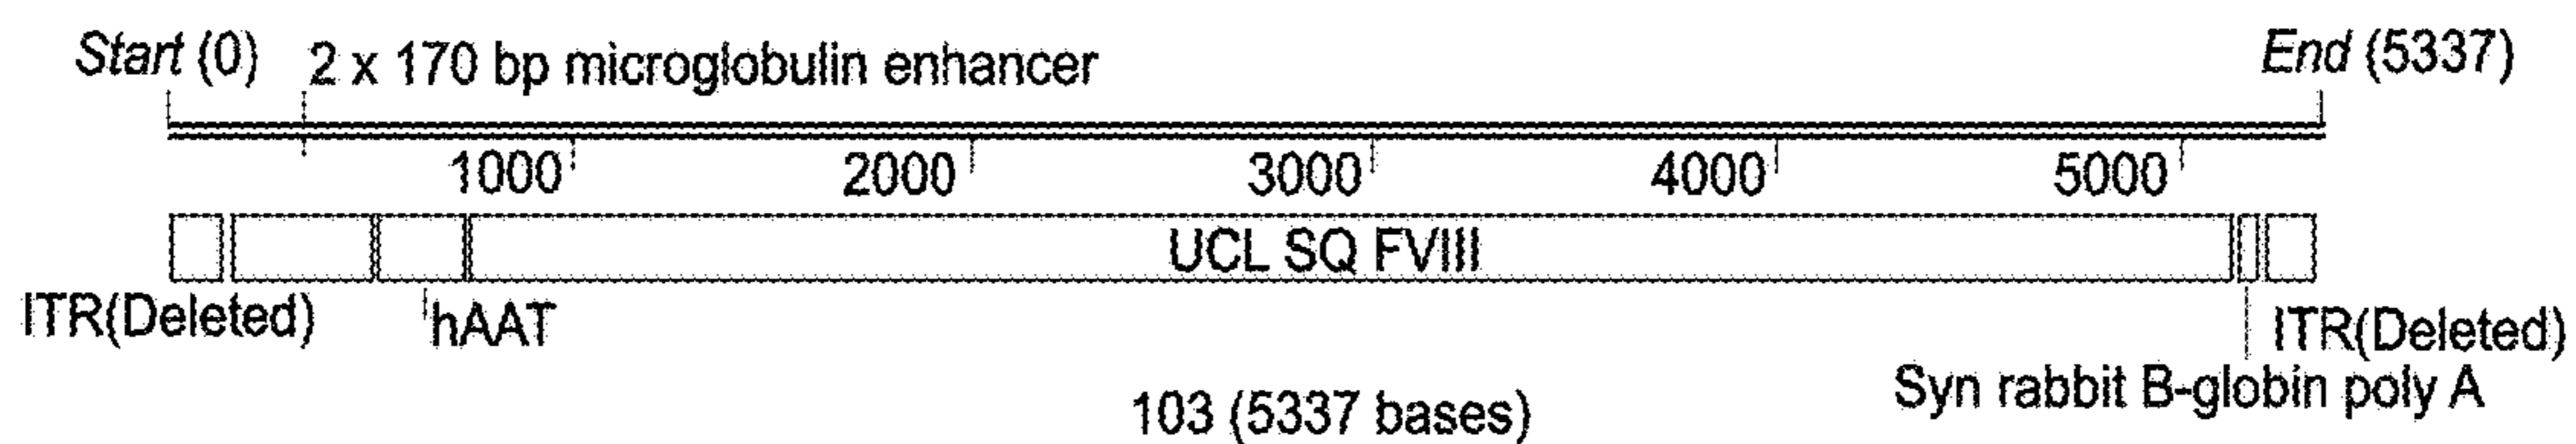 Start (0) 2 x 170 bp microglobulin enhancer End (5337)
1000 2000 3000 4000 5000
UCL SQ FVIII
ITR(Deleted) hAAT ITR(Deleted)
Syn rabbit B-globin poly A
103 (5337 bases)